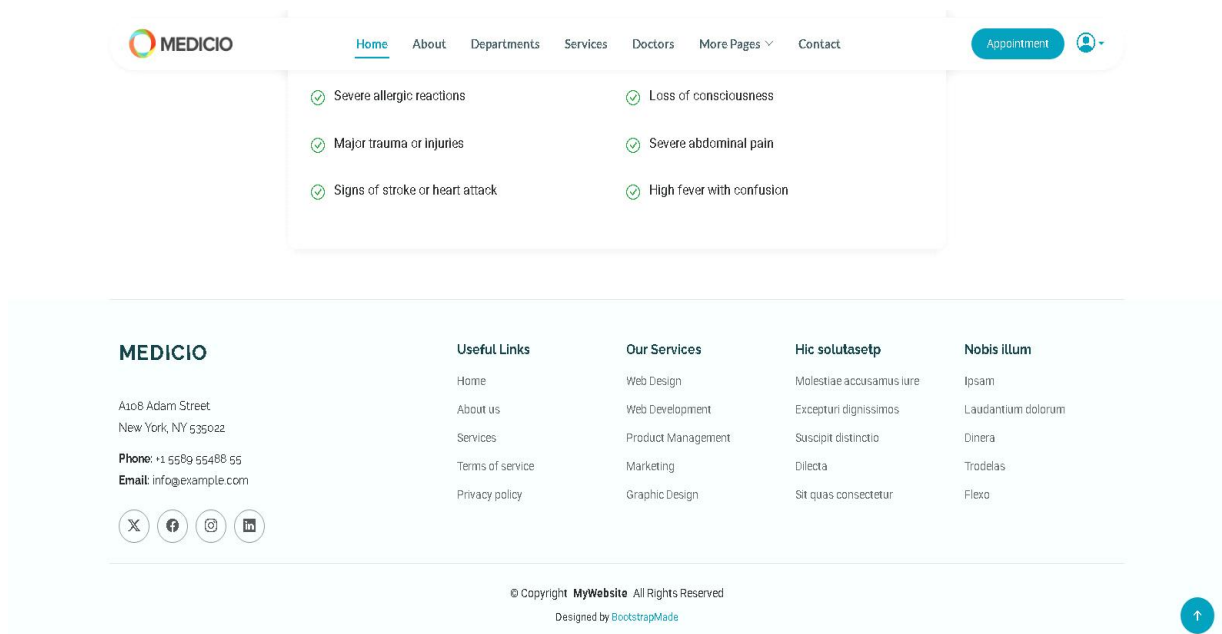 MEDICIO
Home About Departments Services Doctors More Pages Contact
Appointment
Severe allergic reactions
Loss of consciousness
Major trauma or injuries
Severe abdominal pain
Signs of stroke or heart attack
High fever with confusion
MEDICIO
A108 Adam Street
New York, NY 535022
Phone: +1 5589 55488 55
Email: info@example.com
Useful Links
Home
About us
Services
Terms of service
Privacy policy
Our Services
Web Design
Web Development
Product Management
Marketing
Graphic Design
Hic solutasetp
Molestiae accusamus iure
Excepturi dignissimos
Suscipit distinctio
Dilecta
Sit quas consectetur
Nobis illum
Ipsam
Laudantium dolorum
Dinera
Trodelas
Flexo
© Copyright MyWebsite All Rights Reserved
Designed by BootstrapMade